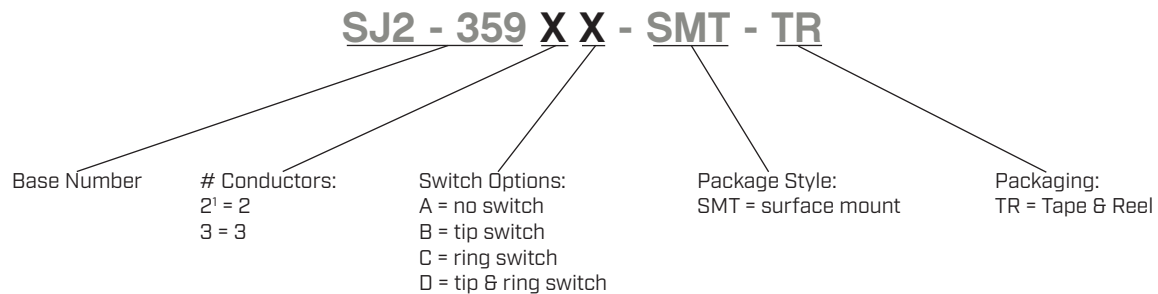 SJ2 - 359 X X - SMT - TR
Base Number
# Conductors:
2¹ = 2
3 = 3
Switch Options:
A = no switch
B = tip switch
C = ring switch
D = tip & ring switch
Package Style:
SMT = surface mount
Packaging:
TR = Tape & Reel